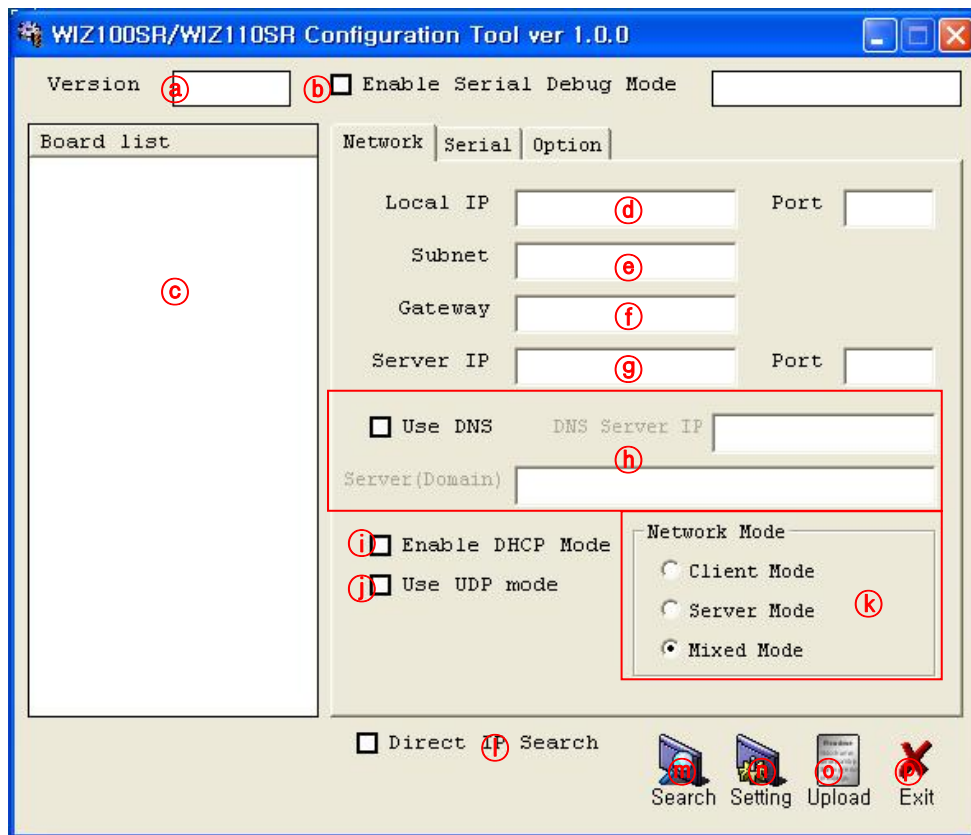 WIZ100SR/WIZ110SR Configuration Tool ver 1.0.0
Version ⓐ ⓑ Enable Serial Debug Mode
Board list
ⓒ
Network Serial Option
Local IP ⓓ Port
Subnet ⓔ
Gateway ⓕ
Server IP ⓖ Port
Use DNS DNS Server IP
ⓗ
Server(Domain)
ⓘ Enable DHCP Mode
ⓙ Use UDP mode
Network Mode
Client Mode
Server Mode ⓚ
Mixed Mode
Direct IP Search ⓛ
ⓜ ⓝ ⓞ ⓟ
Search Setting Upload Exit